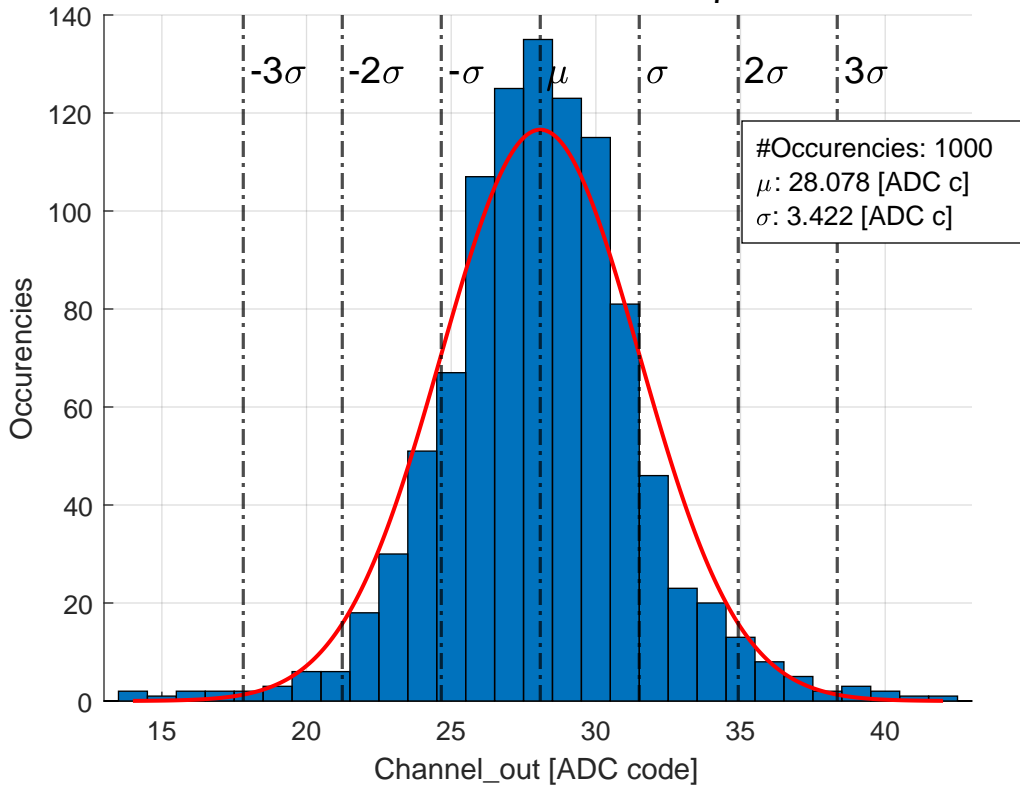 140
120
100
80
60
40
20
0
Occurencies
-3σ
-2σ
-σ
μ
σ
2σ
3σ
#Occurencies: 1000
μ: 28.078 [ADC c]
σ: 3.422 [ADC c]
15
20
25
30
35
40
Channel_out [ADC code]